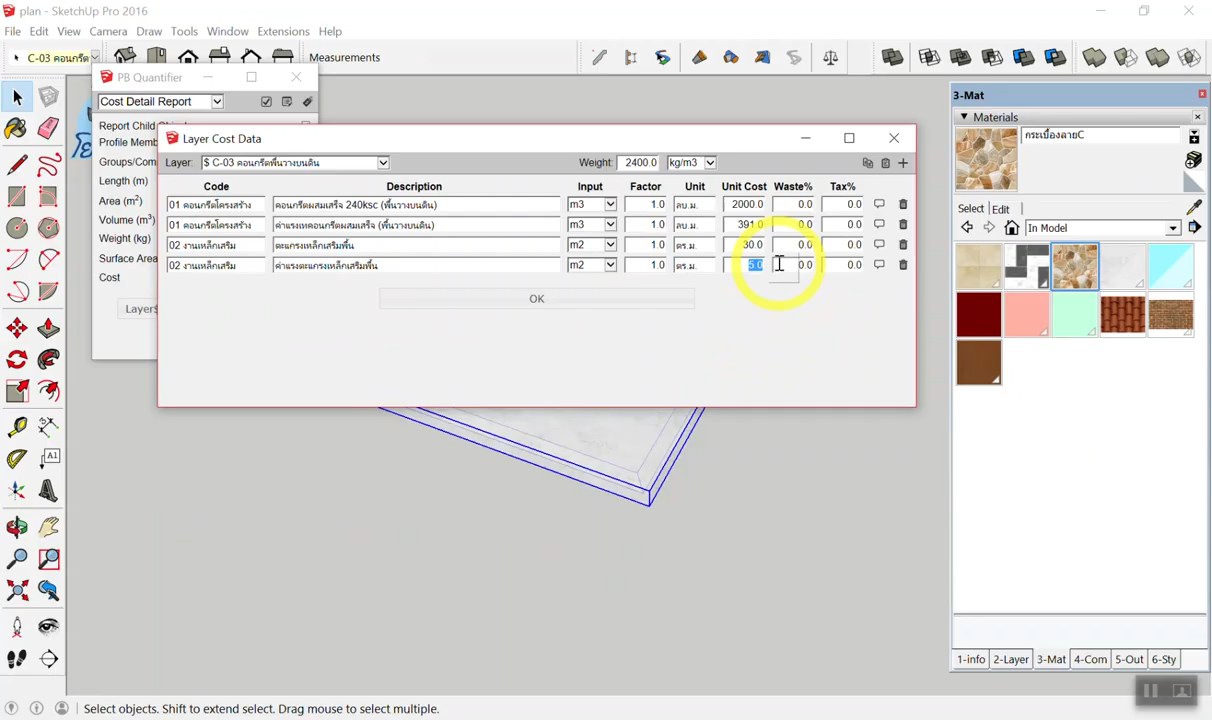 plan - SketchUp Pro 2016
File Edit View Camera Draw Tools Window Extensions Help
C-03 คอนกรีต
Measurements
PB Quantifier
Cost Detail Report
Report Child
Profile Memb
Groups/Com
Length (m)
Area (m²)
Volume (m³)
Weight (kg)
Surface Area
Cost
Layer$
Layer Cost Data
Layer: $ C-03 คอนกรีตพื้นวางบนดิน Weight: 2400.0 kg/m3
Code Description Input Factor Unit Unit Cost Waste% Tax%
01 คอนกรีตโครงสร้าง คอนกรีตผสมเสร็จ 240ksc (พื้นวางบนดิน) m3 1.0 ลบ.ม. 2000.0 0.0 0.0
01 คอนกรีตโครงสร้าง ค่าแรงเทคอนกรีตผสมเสร็จ (พื้นวางบนดิน) m3 1.0 ลบ.ม. 391.0 0.0 0.0
02 งานเหล็กเสริม ตะแกรงเหล็กเสริมพื้น m2 1.0 ตร.ม. 30.0 0.0 0.0
02 งานเหล็กเสริม ค่าแรงตะแกรงเหล็กเสริมพื้น m2 1.0 ตร.ม. 5.0 0.0 0.0
OK
3-Mat
Materials
กระเบื้องลายC
Select Edit
In Model
1-info 2-Layer 3-Mat 4-Com 5-Out 6-Sty
Select objects. Shift to extend select. Drag mouse to select multiple.